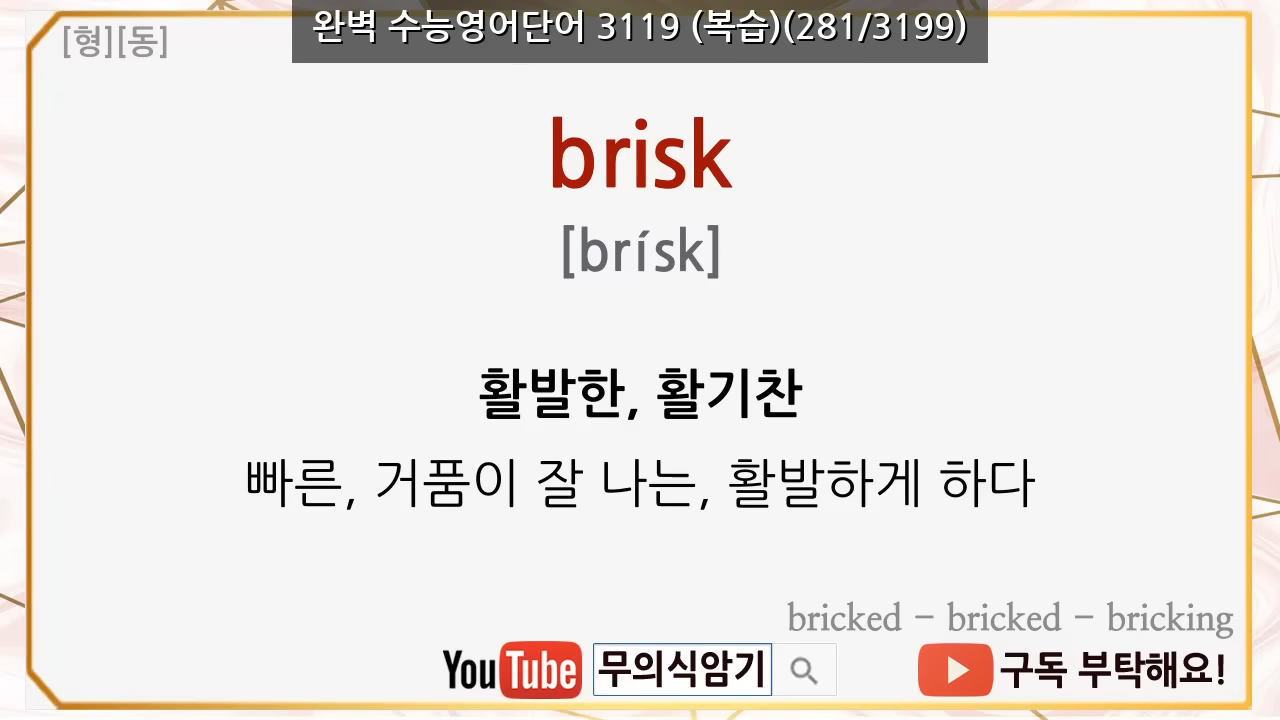 완벽 수능영어단어 3119 (복습)(281/3199)
[형][동]
brisk
[brísk]
활발한, 활기찬
빠른, 거품이 잘 나는, 활발하게 하다
bricked - bricked - bricking
YouTube 무의식암기 구독 부탁해요!